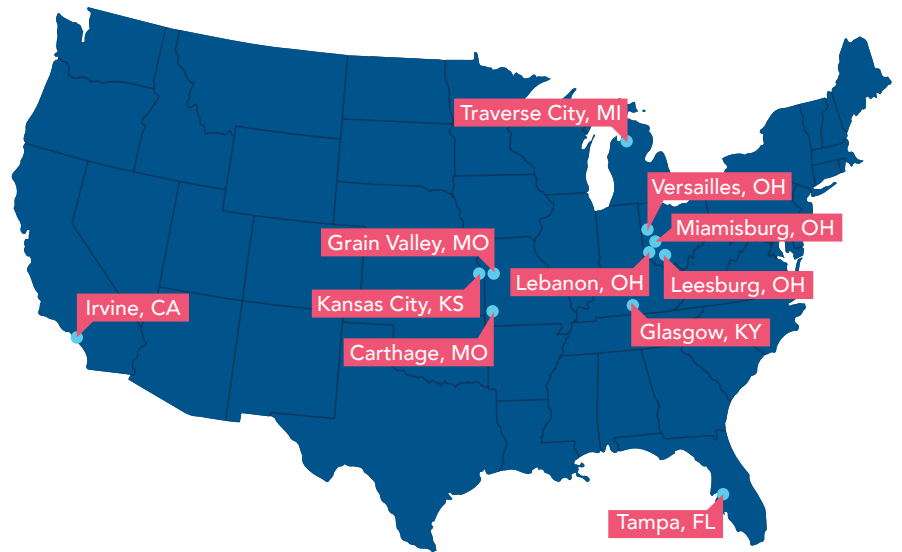 Traverse City, MI
Versailles, OH
Miamisburg, OH
Grain Valley, MO
Lebanon, OH
Leesburg, OH
Kansas City, KS
Irvine, CA
Glasgow, KY
Carthage, MO
Tampa, FL